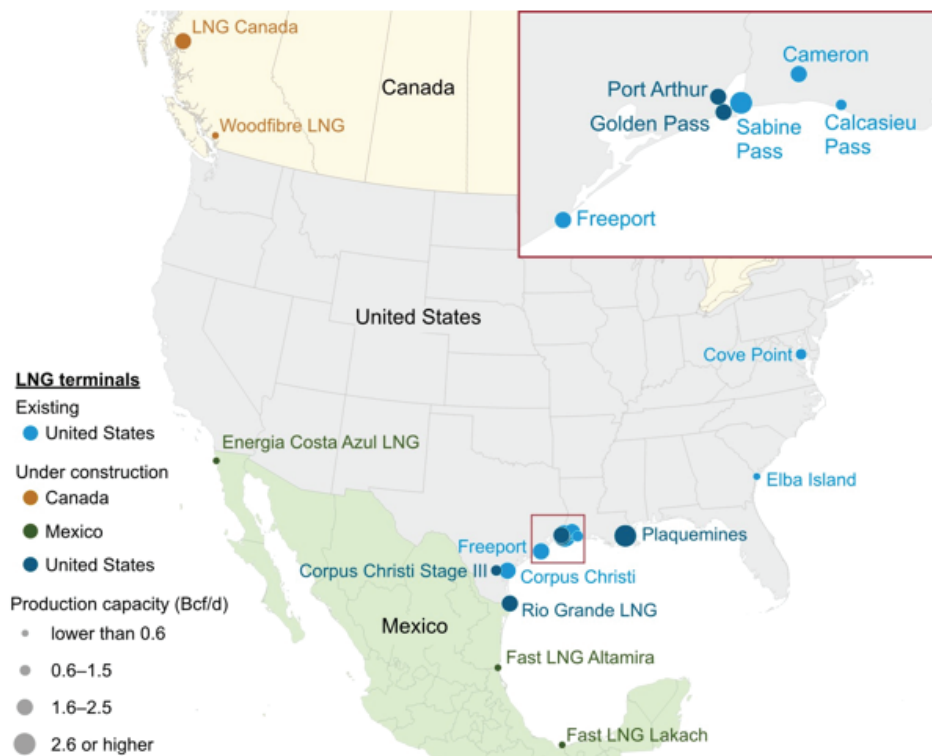 LNG Canada
Canada
Woodfibre LNG
Cameron
Port Arthur
Golden Pass
Sabine
Pass
Calcasieu
Pass
Freeport
United States
Cove Point
LNG terminals
Existing
United States
Under construction
Canada
Mexico
United States
Production capacity (Bcf/d)
lower than 0.6
0.6–1.5
1.6–2.5
2.6 or higher
Energia Costa Azul LNG
Elba Island
Freeport
Plaquemines
Corpus Christi Stage III
Corpus Christi
Rio Grande LNG
Mexico
Fast LNG Altamira
Fast LNG Lakach